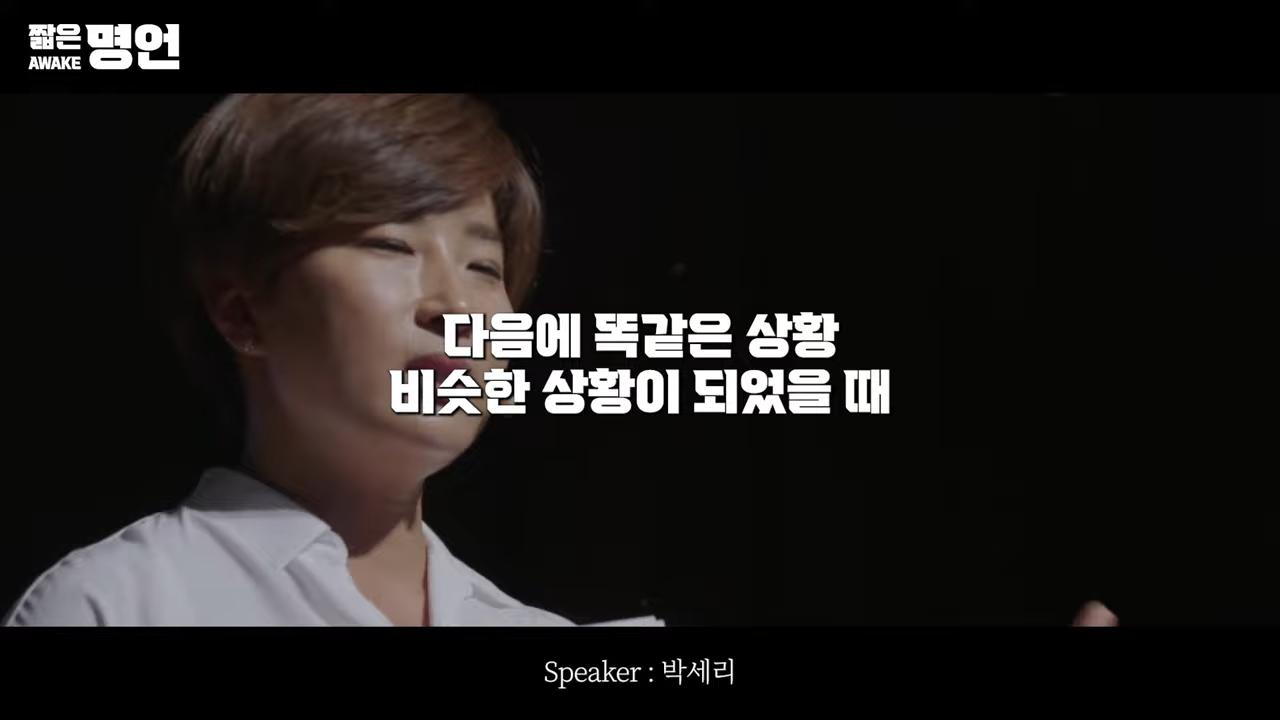 짧은 명언
AWAKE
다음에 똑같은 상황
비슷한 상황이 되었을 때
Speaker : 박세리